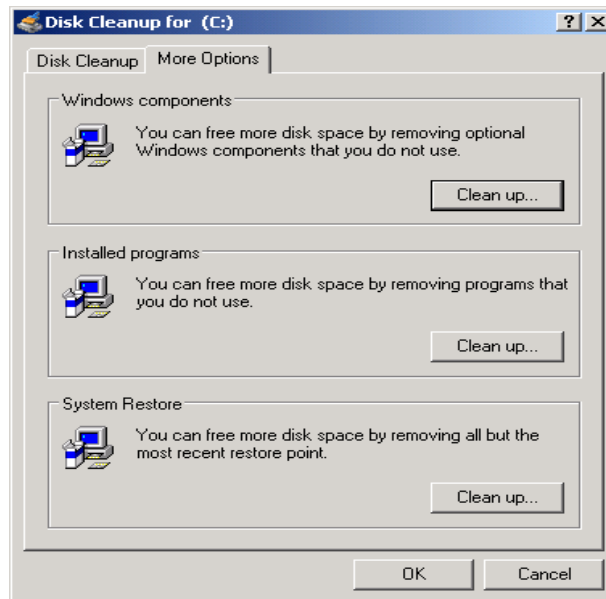 Disk Cleanup for (C:)
Disk Cleanup
More Options
Windows components
You can free more disk space by removing optional
Windows components that you do not use.
Clean up...
Installed programs
You can free more disk space by removing programs that
you do not use.
Clean up...
System Restore
You can free more disk space by removing all but the
most recent restore point.
Clean up...
OK
Cancel